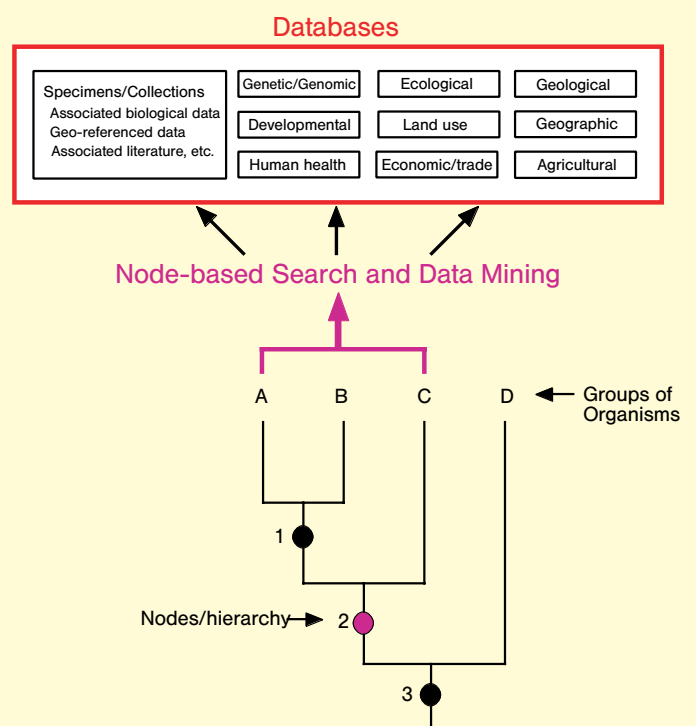 Databases
Specimens/Collections
Associated biological data
Geo-referenced data
Associated literature, etc.
Genetic/Genomic
Ecological
Geological
Developmental
Land use
Geographic
Human health
Economic/trade
Agricultural
Node-based Search and Data Mining
A B C D
Groups of
Organisms
1
Nodes/hierarchy
2
3